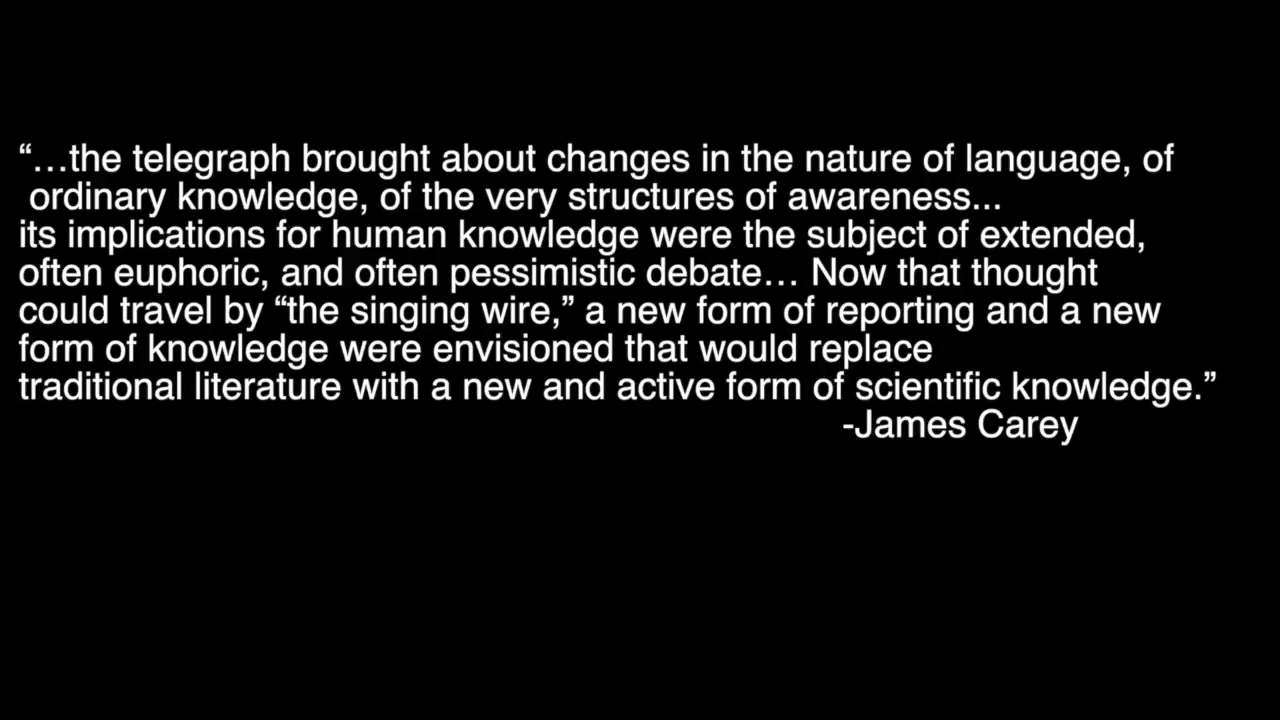 “…the telegraph brought about changes in the nature of language, of
ordinary knowledge, of the very structures of awareness...
its implications for human knowledge were the subject of extended,
often euphoric, and often pessimistic debate… Now that thought
could travel by “the singing wire,” a new form of reporting and a new
form of knowledge were envisioned that would replace
traditional literature with a new and active form of scientific knowledge.”
-James Carey